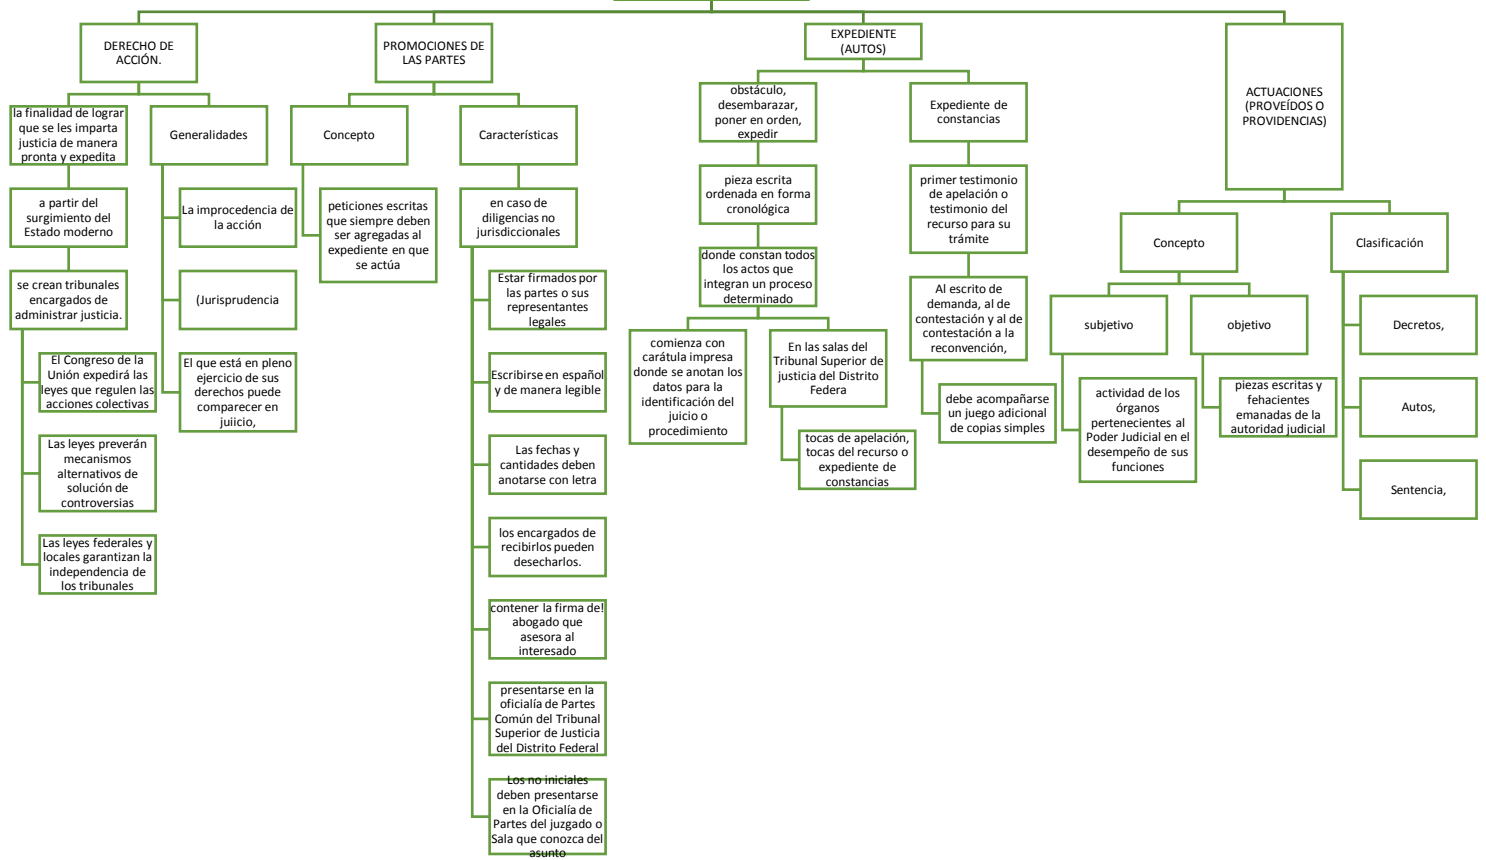 DERECHO DE
ACCIÓN.
la finalidad de lograr
que se les imparta
justicia de manera
pronta y expedita
a partir del
surgimiento del
Estado moderno
se crean tribunales
encargados de
administrar justicia.
El Congreso de la
Unión expedirá las
leyes que regulen las
acciones colectivas
Las leyes preverán
mecanismos
alternativos de
solución de
controversias
Las leyes federales y
locales garantizan la
independencia de
los tribunales
Generalidades
La improcedencia de
la acción
(Jurisprudencia
El que está en pleno
ejercicio de sus
derechos puede
comparecer en
juiicio,
PROMOCIONES DE
LAS PARTES
Concepto
peticiones escritas
que siempre deben
ser agregadas al
expediente en que
se actúa
Características
en caso de
diligencias no
jurisdiccionales
Estar firmados por
las partes o sus
representantes
legales
Escribirse en español
y de manera legible
Las fechas y
cantidades deben
anotarse con letra
los encargados de
recibirlos pueden
desecharlos.
contener la firma de!
abogado que
asesora al
interesado
presentarse en la
oficialía de Partes
Común del Tribunal
Superior de Justicia
del Distrito Federal
Los no iniciales
deben presentarse
en la Oficialía de
Partes del juzgado o
Sala que conozca del
asunto
EXPEDIENTE
(AUTOS)
obstáculo,
desembarazar,
poner en orden,
expedir
pieza escrita
ordenada en forma
cronológica
donde constan todos
los actos que
integran un proceso
determinado
comienza con
carátula impresa
donde se anotan los
datos para la
identificación del
juicio o
procedimiento
En las salas del
Tribunal Superior de
justicia del Distrito
Federa
tocas de apelación,
tocas del recurso o
expediente de
constancias
Expediente de
constancias
primer testimonio
de apelación o
testimonio del
recurso para su
trámite
Al escrito de
demanda, al de
contestación y al de
contestación a la
reconvención,
debe acompañarse
un juego adicional
de copias simples
ACTUACIONES
(PROVEÍDOS O
PROVIDENCIAS)
Concepto
subjetivo
actividad de los
órganos
pertenecientes al
Poder Judicial en el
desempeño de sus
funciones
objetivo
piezas escritas y
fehacientes
emanadas de la
autoridad judicial
Clasificación
Decretos,
Autos,
Sentencia,